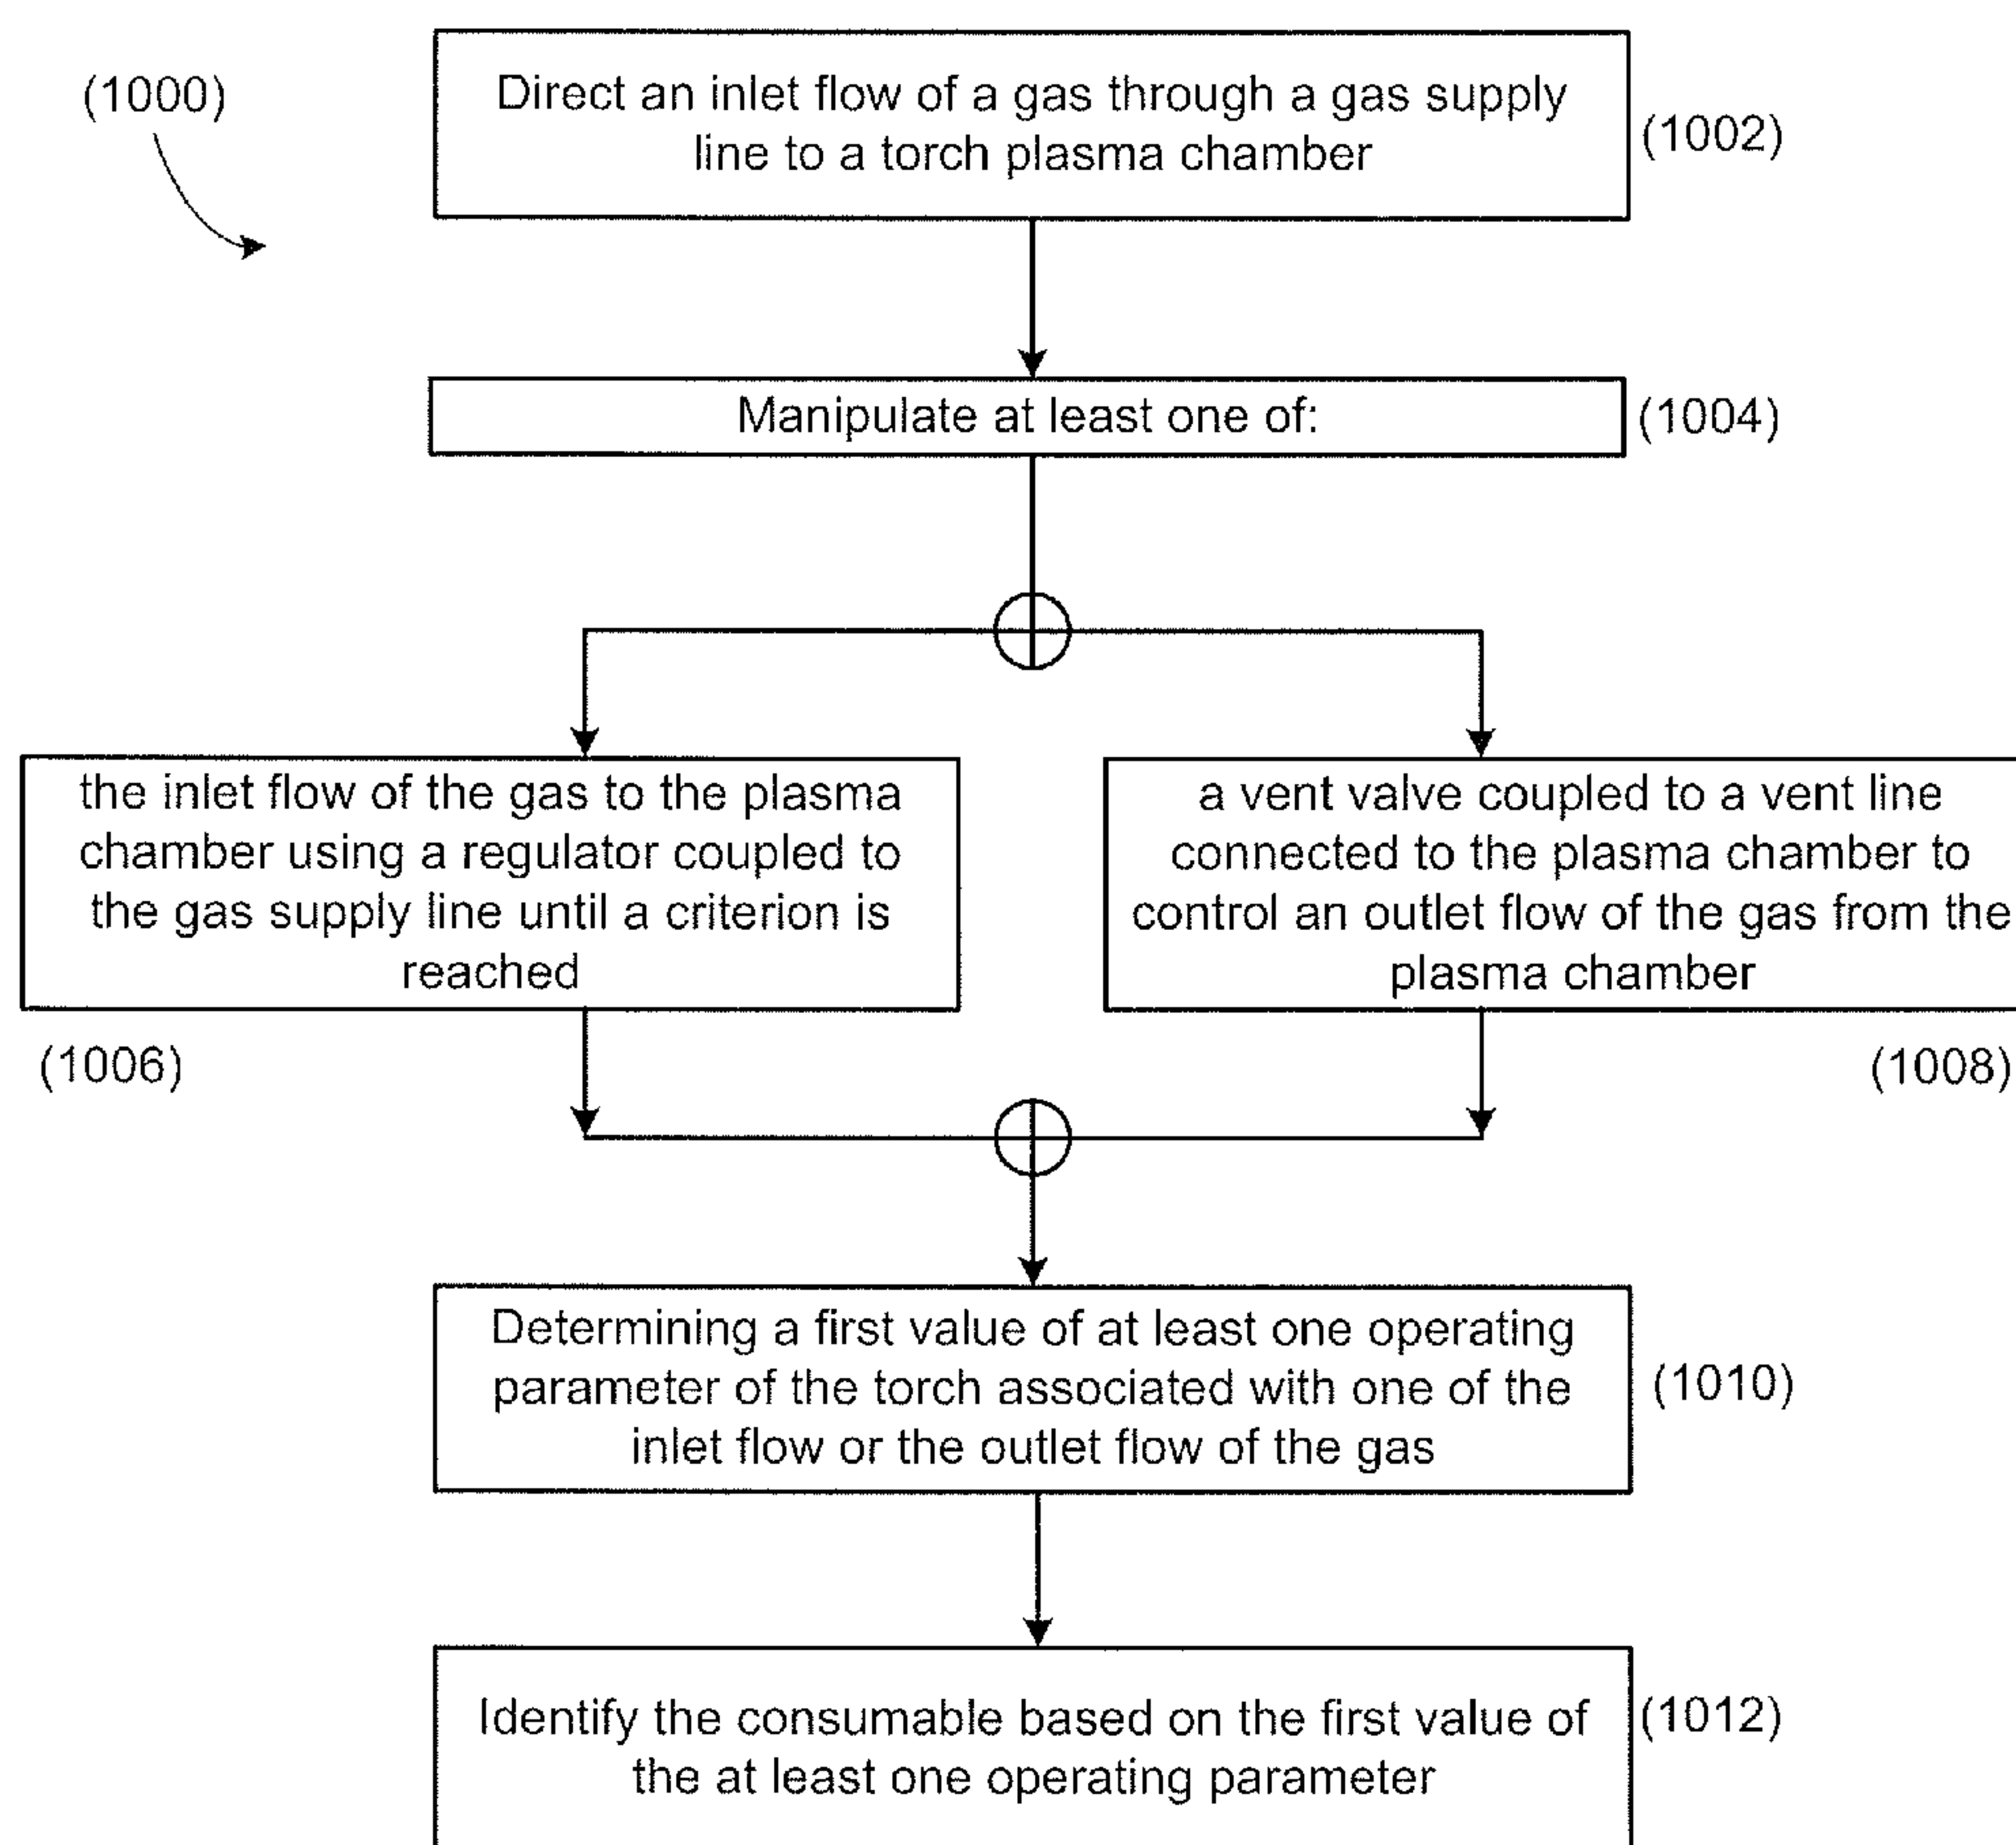 (1000)
Direct an inlet flow of a gas through a gas supply
line to a torch plasma chamber
(1002)
Manipulate at least one of:
(1004)
the inlet flow of the gas to the plasma
chamber using a regulator coupled to
the gas supply line until a criterion is
reached
(1006)
a vent valve coupled to a vent line
connected to the plasma chamber to
control an outlet flow of the gas from the
plasma chamber
(1008)
Determining a first value of at least one operating
parameter of the torch associated with one of the
inlet flow or the outlet flow of the gas
(1010)
Identify the consumable based on the first value of
the at least one operating parameter
(1012)